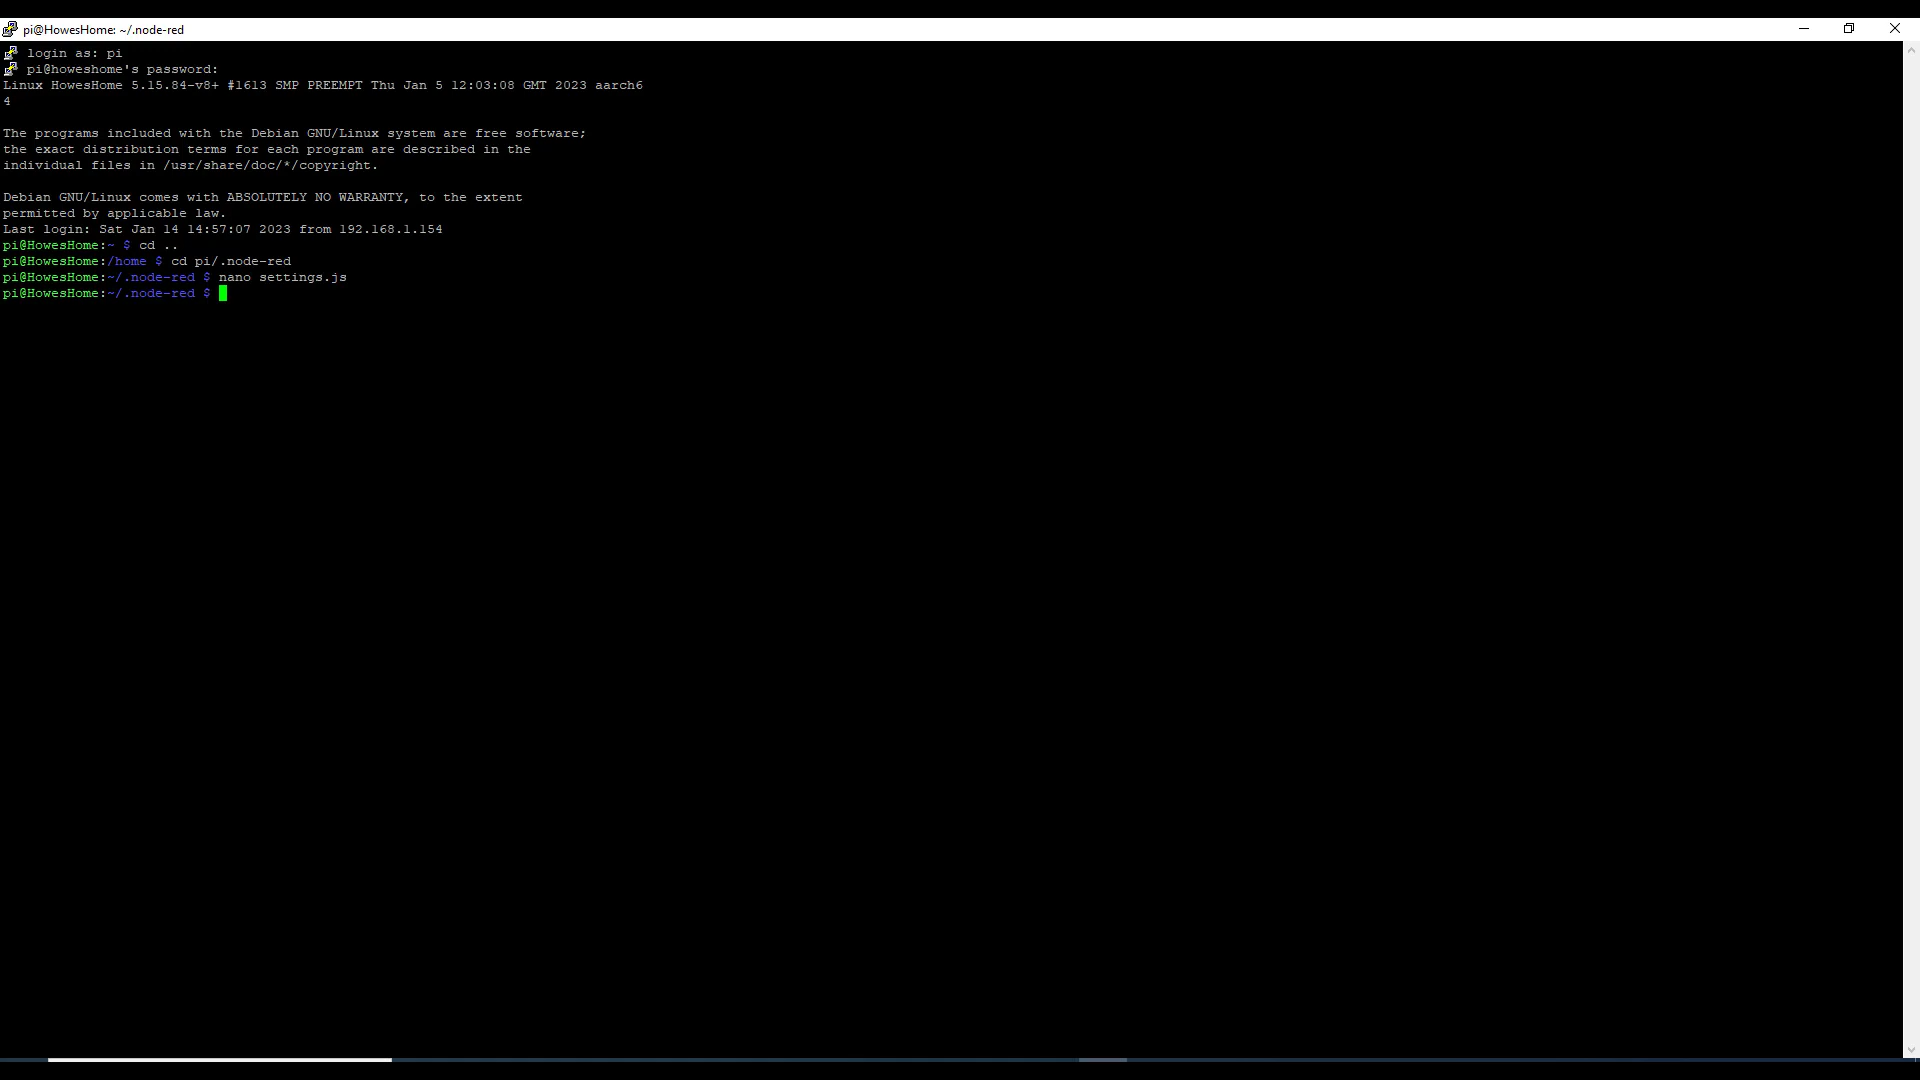 pi@HowesHome: ~/.node-red
login as: pi
pi@howeshome's password:
Linux HowesHome 5.15.84-v8+ #1613 SMP PREEMPT Thu Jan 5 12:03:08 GMT 2023 aarch6
4
The programs included with the Debian GNU/Linux system are free software;
the exact distribution terms for each program are described in the
individual files in /usr/share/doc/*/copyright.
Debian GNU/Linux comes with ABSOLUTELY NO WARRANTY, to the extent
permitted by applicable law.
Last login: Sat Jan 14 14:57:07 2023 from 192.168.1.154
pi@HowesHome:~ $ cd ..
pi@HowesHome:/home $ cd pi/.node-red
pi@HowesHome:~/.node-red $ nano settings.js
pi@HowesHome:~/.node-red $